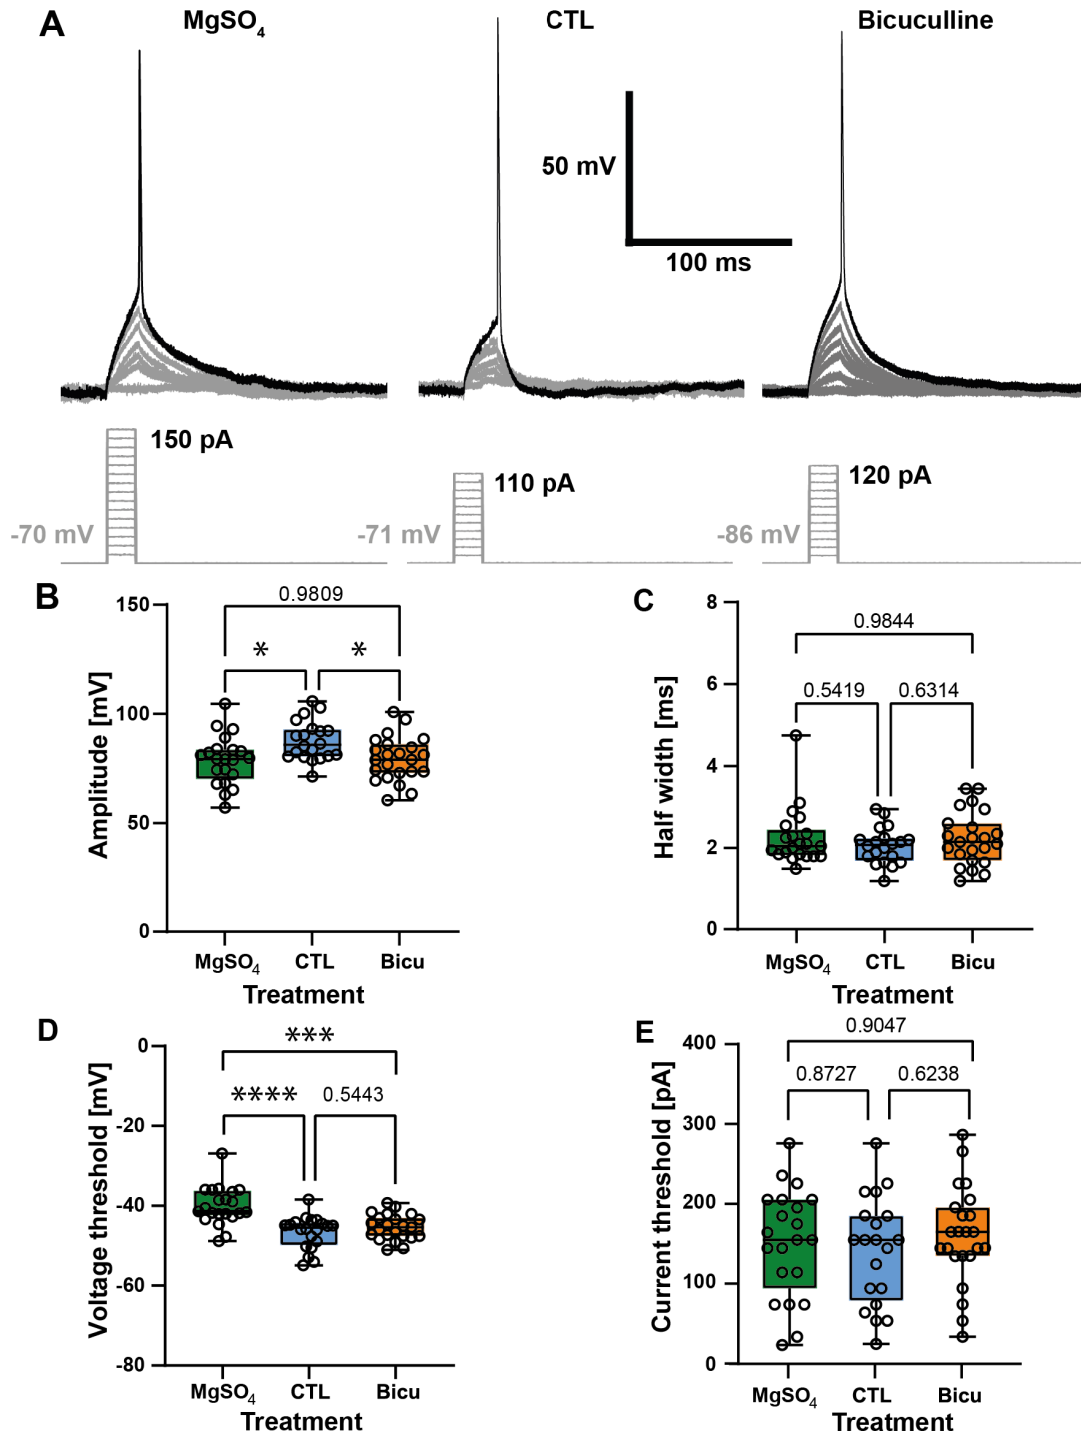 A
MgSO4
CTL
Bicuculline
50 mV
100 ms
150 pA
110 pA
120 pA
-70 mV
-71 mV
-86 mV
B
0.9809
* *
Amplitude [mV]
150
100
50
0
MgSO4 CTL Bicu
Treatment
C
0.9844
0.5419 0.6314
Half width [ms]
8
6
4
2
0
MgSO4 CTL Bicu
Treatment
D
***
**** 0.5443
Voltage threshold [mV]
0
-20
-40
-60
-80
MgSO4 CTL Bicu
Treatment
E
0.9047
0.8727 0.6238
Current threshold [pA]
400
300
200
100
0
MgSO4 CTL Bicu
Treatment